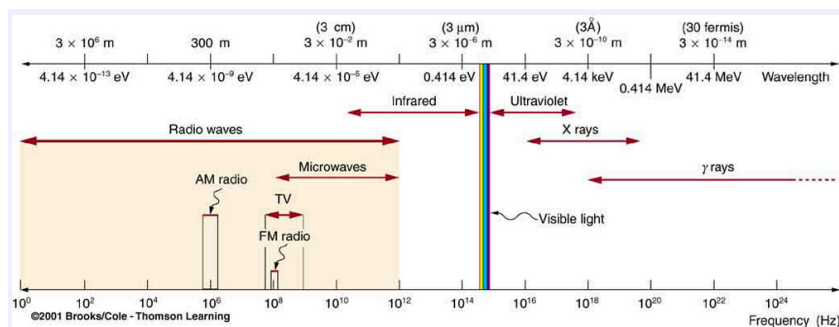 (3 cm) (3 μm) (3Å) (30 fermis)
3 × 10⁶ m 300 m 3 × 10⁻² m 3 × 10⁻⁶ m 3 × 10⁻¹⁰ m 3 × 10⁻¹⁴ m
4.14 × 10⁻¹³ eV 4.14 × 10⁻⁹ eV 4.14 × 10⁻⁵ eV 0.414 eV 41.4 eV 4.14 keV 41.4 MeV Wavelength
0.414 MeV
Infrared Ultraviolet
Radio waves X rays
Microwaves γ rays
AM radio
TV
Visible light
FM radio
10⁰ 10² 10⁴ 10⁶ 10⁸ 10¹⁰ 10¹² 10¹⁴ 10¹⁶ 10¹⁸ 10²⁰ 10²² 10²⁴
©2001 Brooks/Cole - Thomson Learning Frequency (Hz)